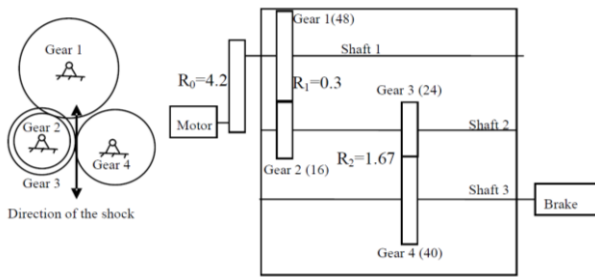 Gear 1
Gear 2
Gear 3
Gear 4
Direction of the shock
Gear 1(48)
Shaft 1
R₀=4.2
R₁=0.3
Gear 3 (24)
Motor
Shaft 2
Gear 2 (16)
R₂=1.67
Shaft 3
Brake
Gear 4 (40)